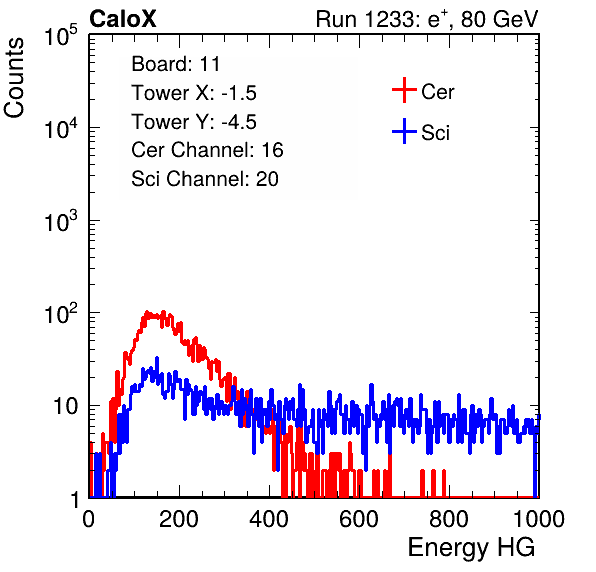 CaloX Run 1233: e⁺, 80 GeV
Counts
10⁵
10⁴
10³
10²
10
1
Board: 11
Tower X: -1.5
Tower Y: -4.5
Cer Channel: 16
Sci Channel: 20
Cer
Sci
0 200 400 600 800 1000
Energy HG